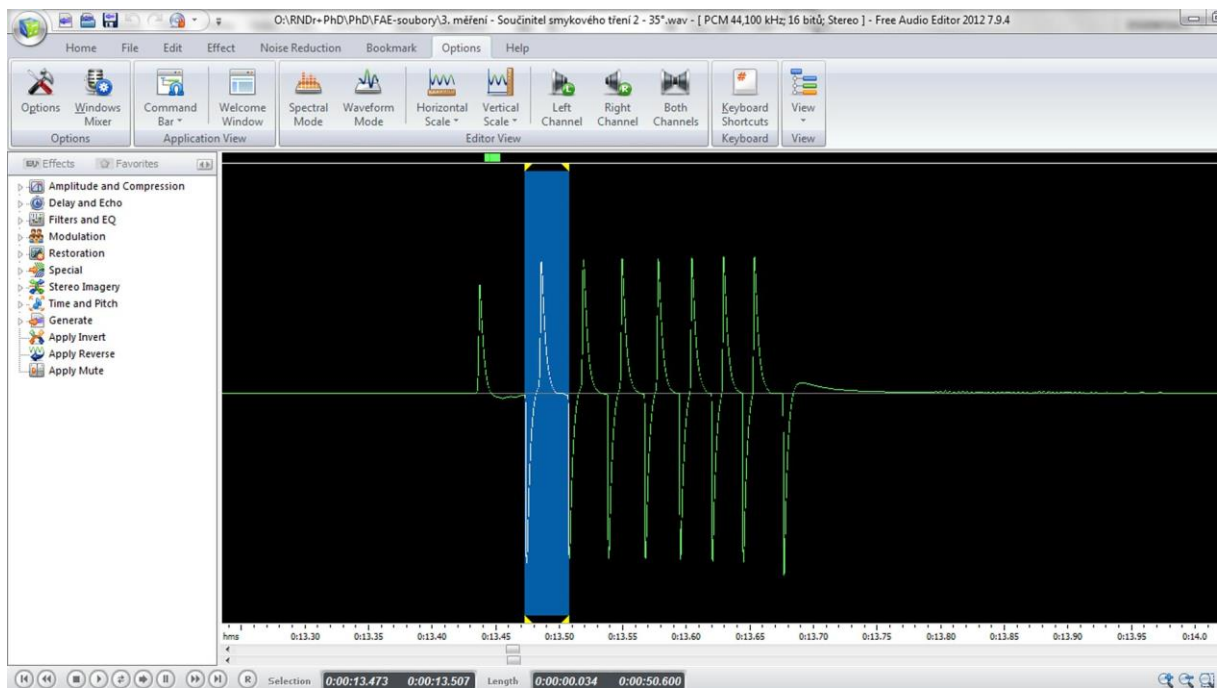 O:\RNDr+PhD\PhD\FAE-soubory\3. měření - Součinitel smykového tření 2 - 35°.wav - [ PCM 44,100 kHz; 16 bitů; Stereo ] - Free Audio Editor 2012 7.9.4
Home File Edit Effect Noise Reduction Bookmark Options Help
Options Windows Mixer Command Bar Welcome Window Spectral Mode Waveform Mode Horizontal Scale Vertical Scale Left Channel Right Channel Both Channels Keyboard Shortcuts View
Options Application View Editor View Keyboard View
Effects Favorites
Amplitude and Compression
Delay and Echo
Filters and EQ
Modulation
Restoration
Special
Stereo Imagery
Time and Pitch
Generate
Apply Invert
Apply Reverse
Apply Mute
hms 0:13.30 0:13.35 0:13.40 0:13.45 0:13.50 0:13.55 0:13.60 0:13.65 0:13.70 0:13.75 0:13.80 0:13.85 0:13.90 0:13.95 0:14.0
R Selection 0:00:13.473 0:00:13.507 Length 0:00:00.034 0:00:50.600